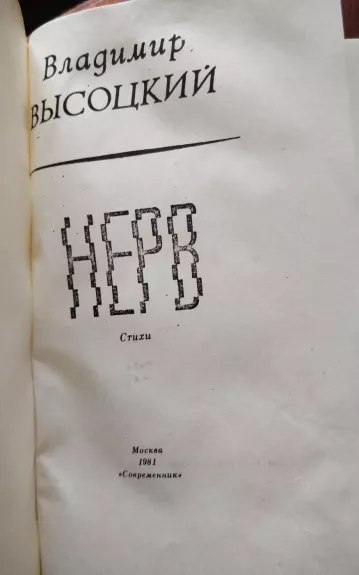 Владимир
ВЫСОЦКИЙ
НЕРВ
Стихи
Москва
1981
«Современник»